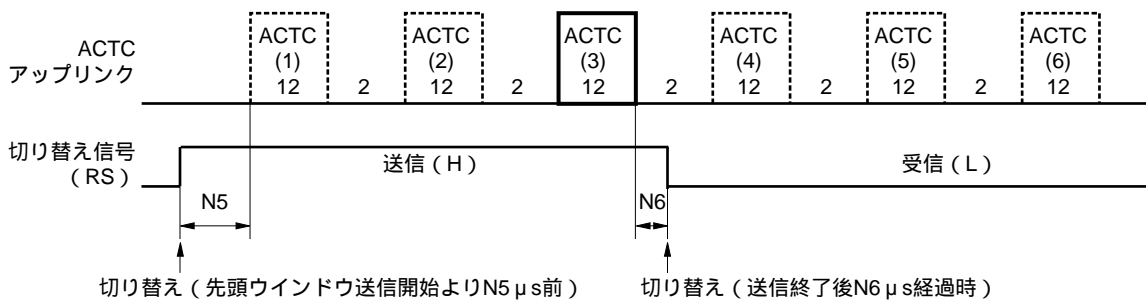 ACTC
アップリンク
ACTC
(1)
12
2
ACTC
(2)
12
2
ACTC
(3)
12
2
ACTC
(4)
12
2
ACTC
(5)
12
2
ACTC
(6)
12
切り替え信号
(RS)
送信(H)
受信(L)
N5
N6
切り替え(先頭ウインドウ送信開始よりN5μs前)
切り替え(送信終了後N6μs経過時)